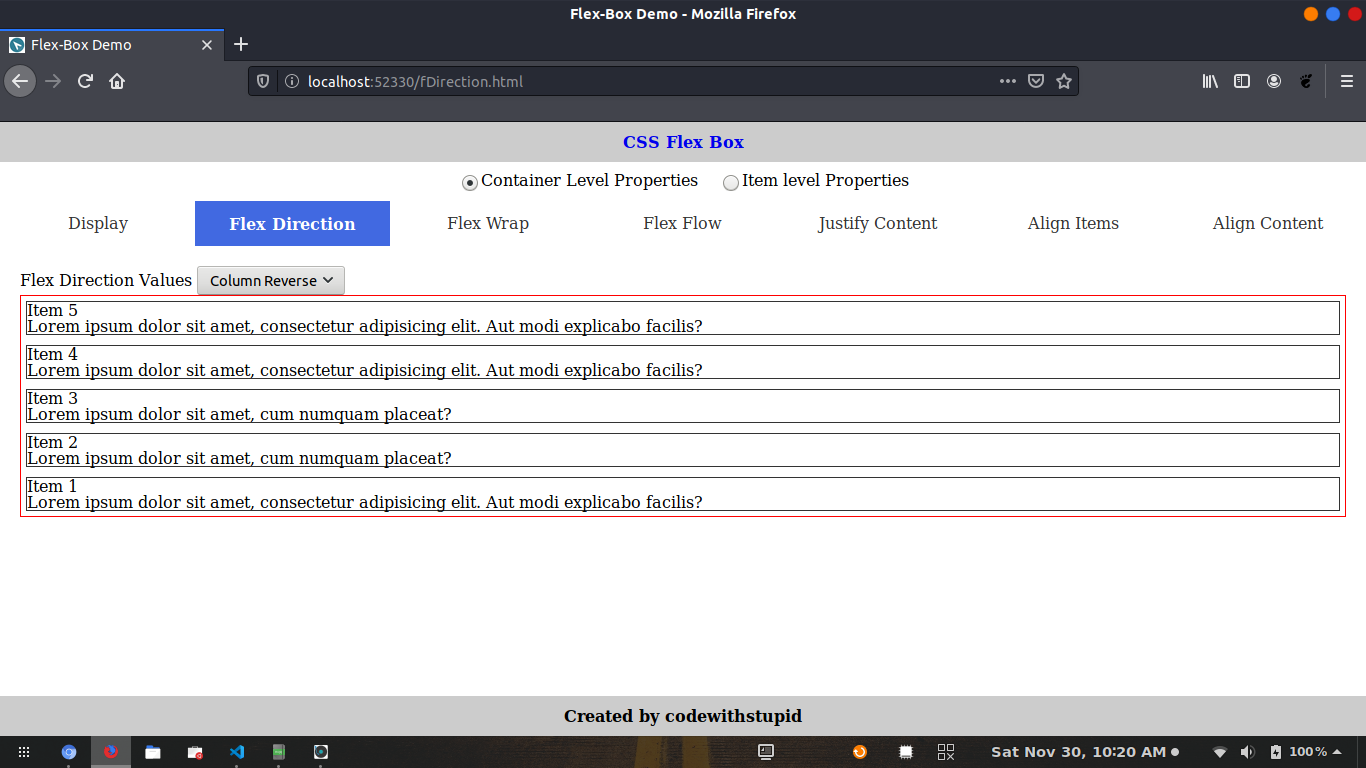 Flex-Box Demo - Mozilla Firefox
Flex-Box Demo
localhost:52330/fDirection.html
CSS Flex Box
Container Level Properties Item level Properties
Display Flex Direction Flex Wrap Flex Flow Justify Content Align Items Align Content
Flex Direction Values Column Reverse
Item 5
Lorem ipsum dolor sit amet, consectetur adipisicing elit. Aut modi explicabo facilis?
Item 4
Lorem ipsum dolor sit amet, consectetur adipisicing elit. Aut modi explicabo facilis?
Item 3
Lorem ipsum dolor sit amet, cum numquam placeat?
Item 2
Lorem ipsum dolor sit amet, cum numquam placeat?
Item 1
Lorem ipsum dolor sit amet, consectetur adipisicing elit. Aut modi explicabo facilis?
Created by codewithstupid
Sat Nov 30, 10:20 AM 100 %